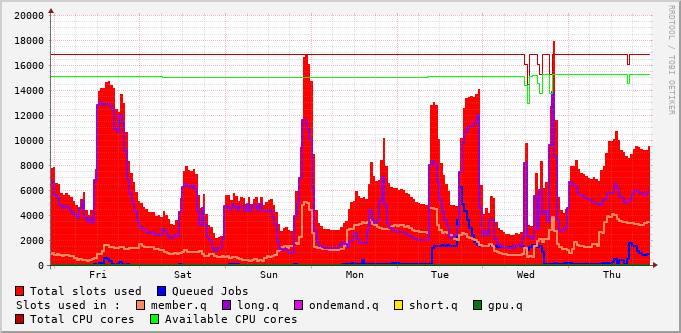 20000
18000
16000
14000
12000
10000
8000
6000
4000
2000
0
Fri Sat Sun Mon Tue Wed Thu
RRDTOOL / TOBI OETIKER
Total slots used Queued Jobs
Slots used in : member.q long.q ondemand.q short.q gpu.q
Total CPU cores Available CPU cores